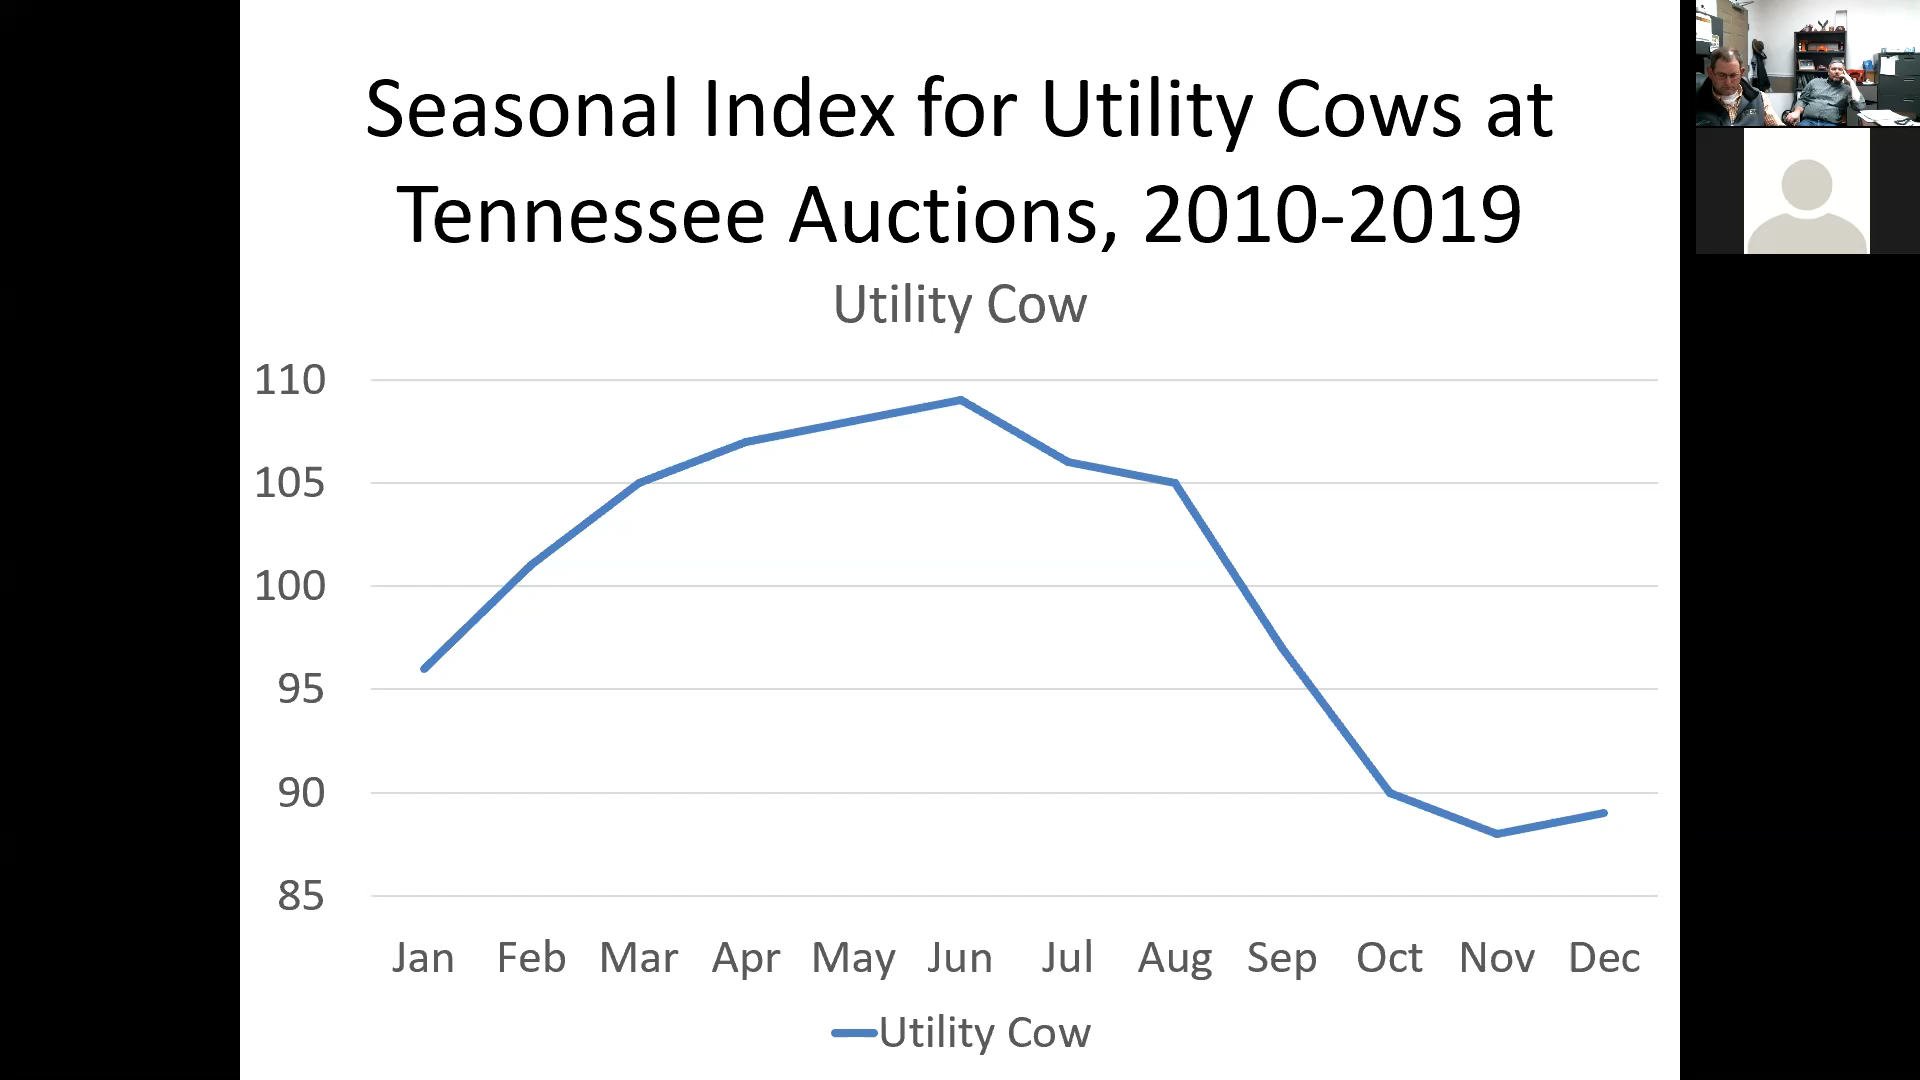 Seasonal Index for Utility Cows at
Tennessee Auctions, 2010-2019
Utility Cow
110
105
100
95
90
85
Jan Feb Mar Apr May Jun Jul Aug Sep Oct Nov Dec
Utility Cow